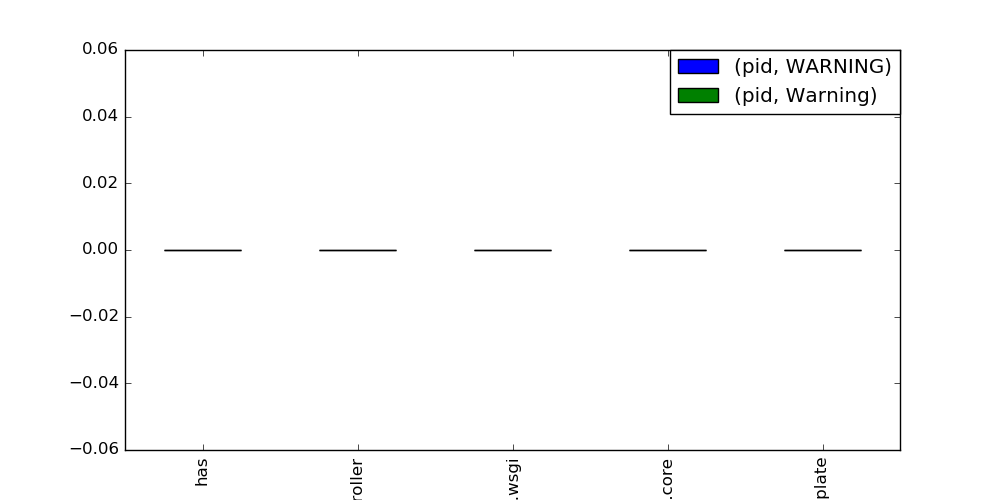 0.06
0.04
0.02
0.00
−0.02
−0.04
−0.06
(pid, WARNING)
(pid, Warning)
has
roller
.wsgi
.core
plate